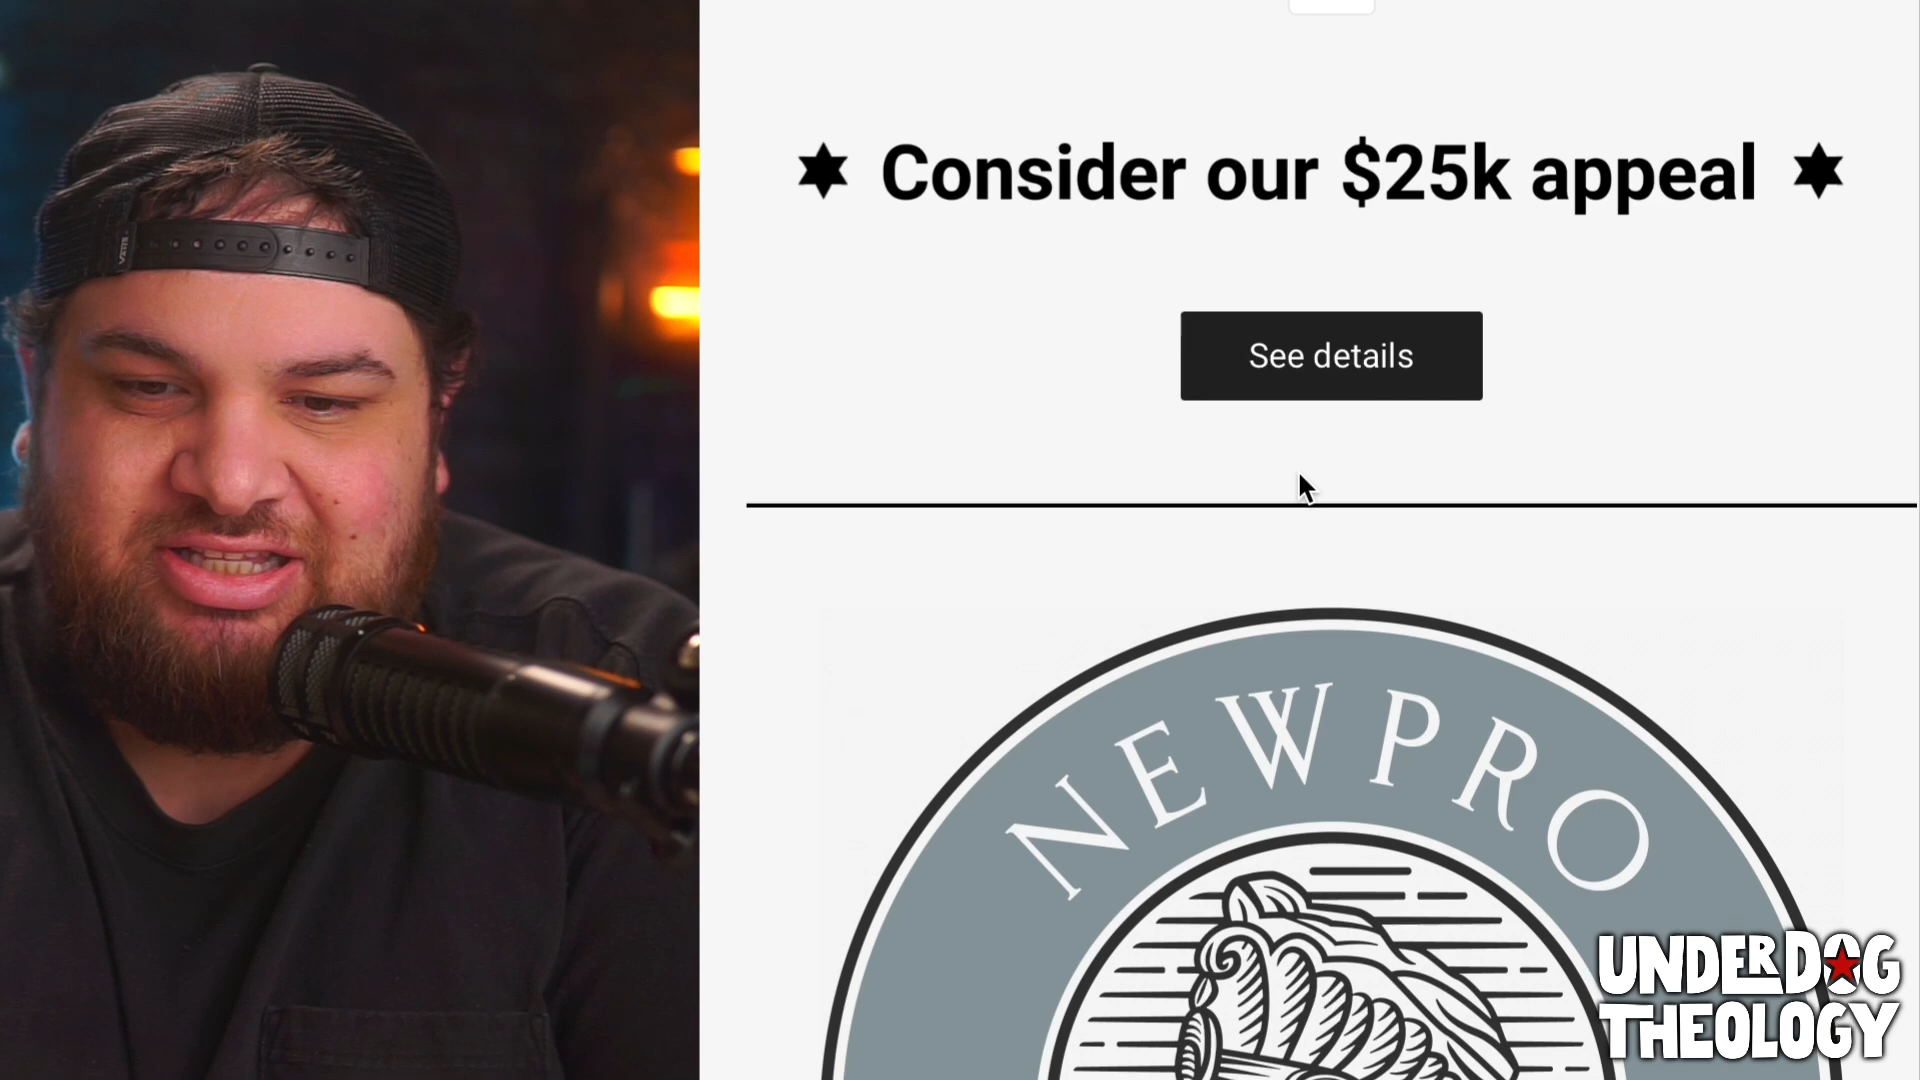 Consider our $25k appeal
See details
NEWPRO
UNDERDOG
THEOLOGY